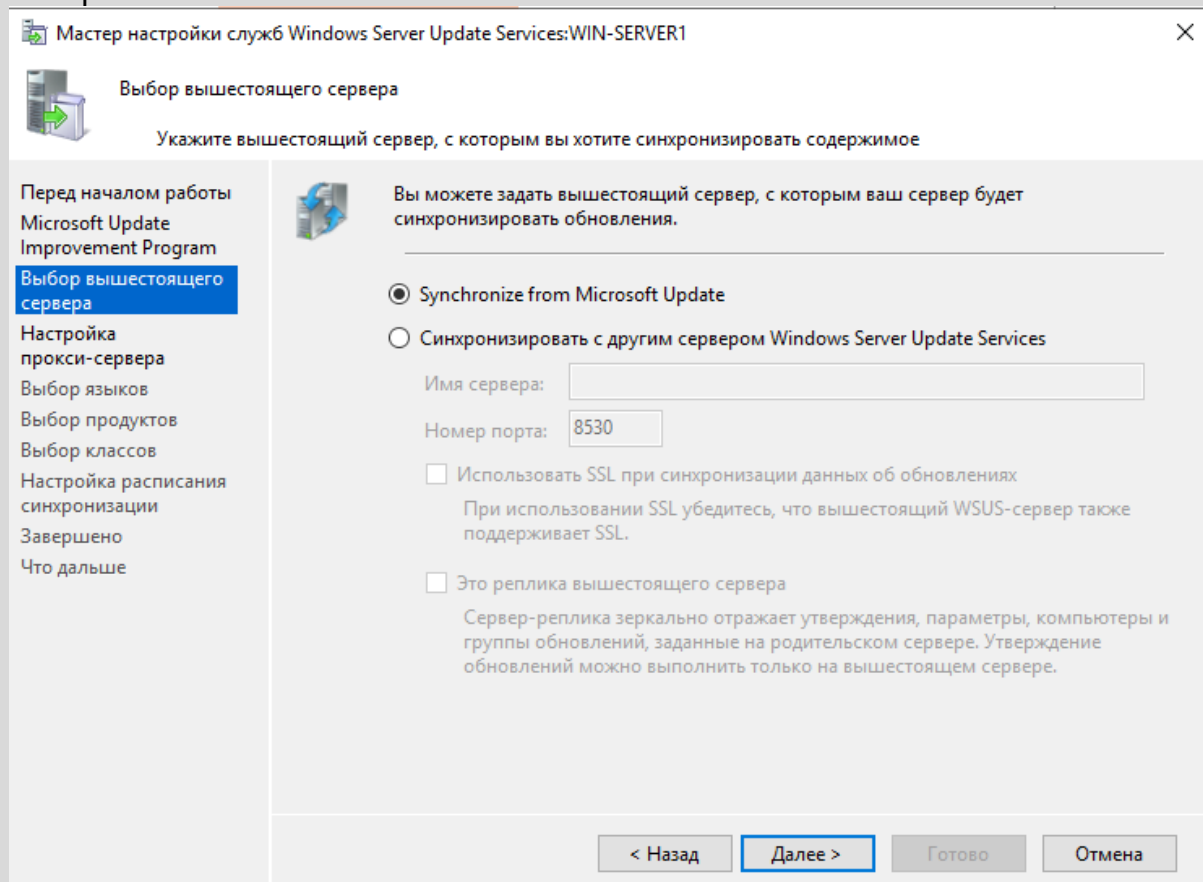 Мастер настройки служб Windows Server Update Services:WIN-SERVER1
Выбор вышестоящего сервера
Укажите вышестоящий сервер, с которым вы хотите синхронизировать содержимое
Перед началом работы
Microsoft Update
Improvement Program
Выбор вышестоящего
сервера
Настройка
прокси-сервера
Выбор языков
Выбор продуктов
Выбор классов
Настройка расписания
синхронизации
Завершено
Что дальше
Вы можете задать вышестоящий сервер, с которым ваш сервер будет
синхронизировать обновления.
Synchronize from Microsoft Update
Синхронизировать с другим сервером Windows Server Update Services
Имя сервера:
Номер порта: 8530
Использовать SSL при синхронизации данных об обновлениях
При использовании SSL убедитесь, что вышестоящий WSUS-сервер также
поддерживает SSL.
Это реплика вышестоящего сервера
Сервер-реплика зеркально отражает утверждения, параметры, компьютеры и
группы обновлений, заданные на родительском сервере. Утверждение
обновлений можно выполнить только на вышестоящем сервере.
< Назад Далее > Готово Отмена